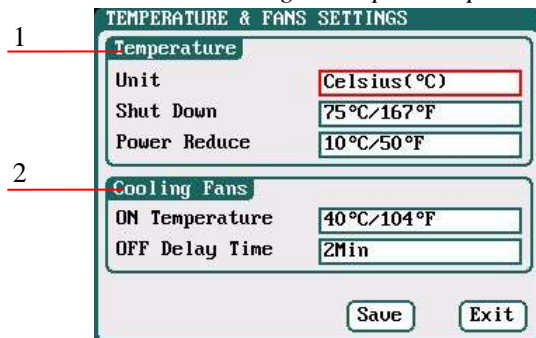 TEMPERATURE & FANS SETTINGS
1
Temperature
Unit Celsius(°C)
Shut Down 75°C/167°F
Power Reduce 10°C/50°F
2
Cooling Fans
ON Temperature 40°C/104°F
OFF Delay Time 2Min
Save Exit